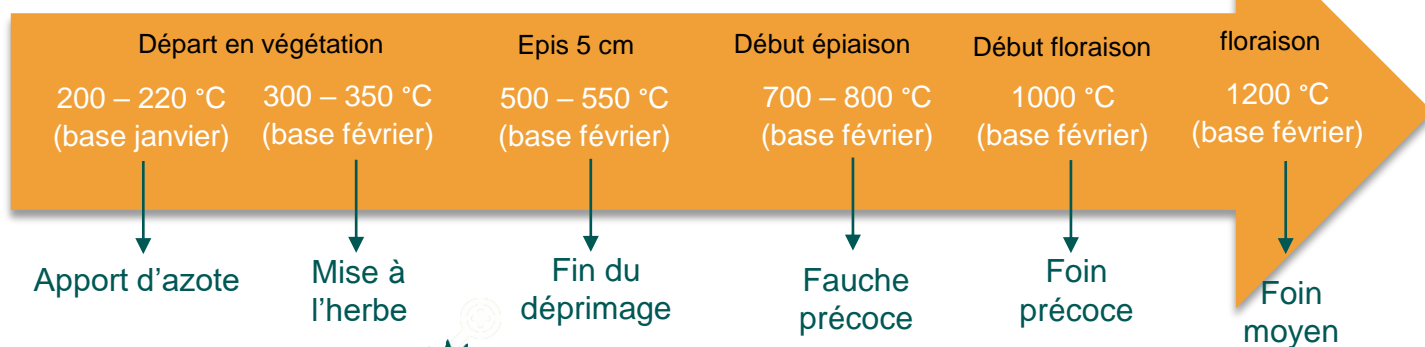 Départ en végétation
Epis 5 cm
Début épiaison
Début floraison
floraison
200 – 220 °C
(base janvier)
300 – 350 °C
(base février)
500 – 550 °C
(base février)
700 – 800 °C
(base février)
1000 °C
(base février)
1200 °C
(base février)
Apport d’azote
Mise à
l’herbe
Fin du
déprimage
Fauche
précoce
Foin
précoce
Foin
moyen